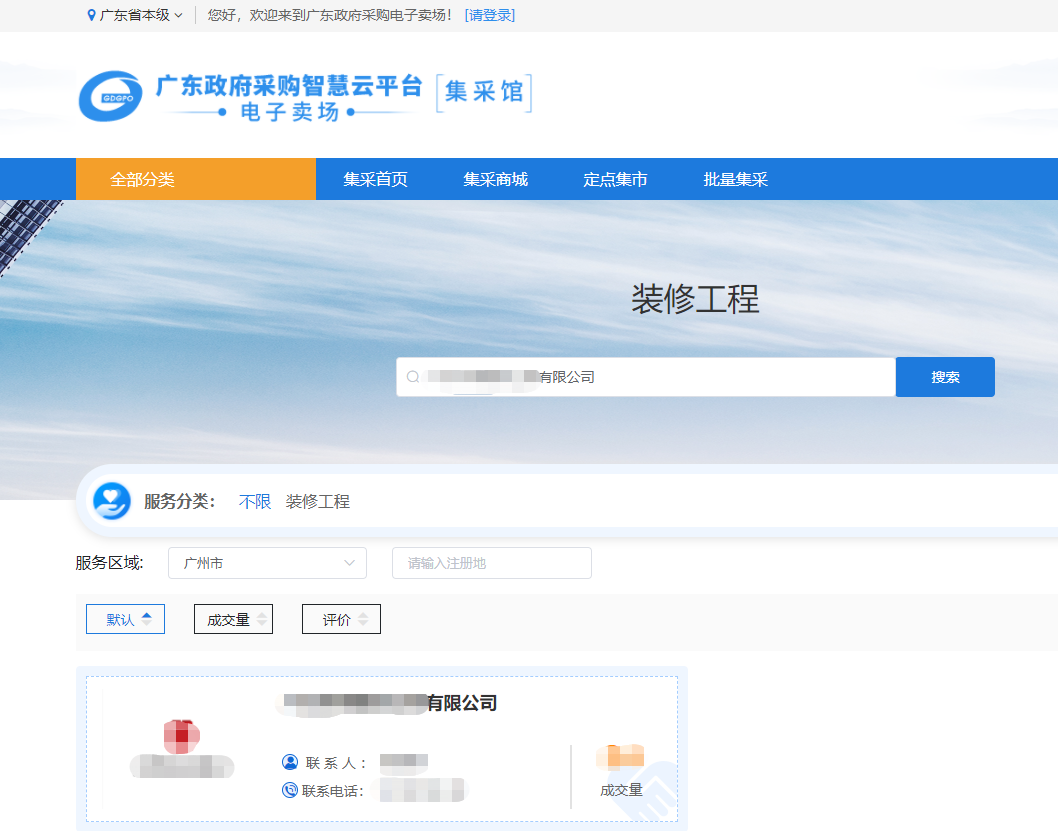 广东省本级 您好，欢迎来到广东政府采购电子卖场！ [请登录]
GDGPO
广东政府采购智慧云平台
电子卖场
集采馆
全部分类 集采首页 集采商城 定点集市 批量集采
装修工程
有限公司 搜索
服务分类： 不限 装修工程
服务区域: 广州市 请输入注册地
默认 成交量 评价
有限公司
联系人：
联系电话：
成交量